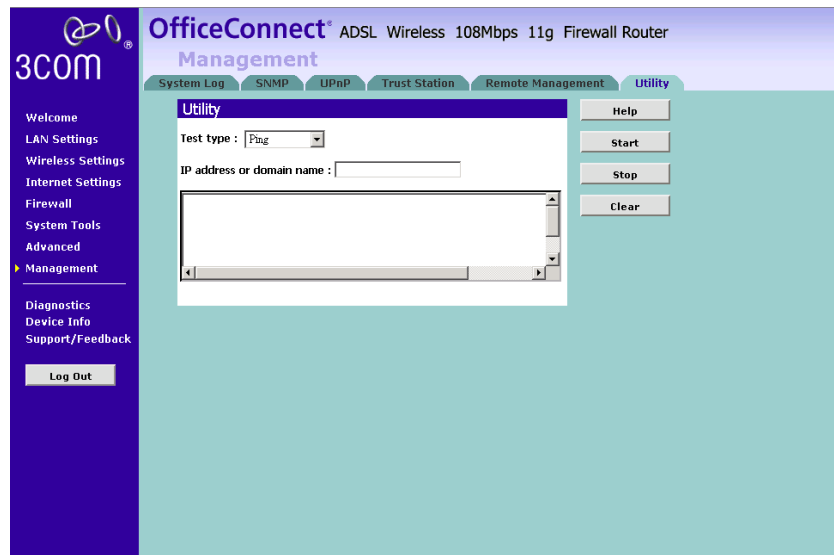 3COM®
OfficeConnect® ADSL Wireless 108Mbps 11g Firewall Router
Management
System Log
SNMP
UPnP
Trust Station
Remote Management
Utility
Welcome
LAN Settings
Wireless Settings
Internet Settings
Firewall
System Tools
Advanced
Management
Diagnostics
Device Info
Support/Feedback
Log Out
Utility
Test type : Ping
IP address or domain name :
Help
Start
Stop
Clear